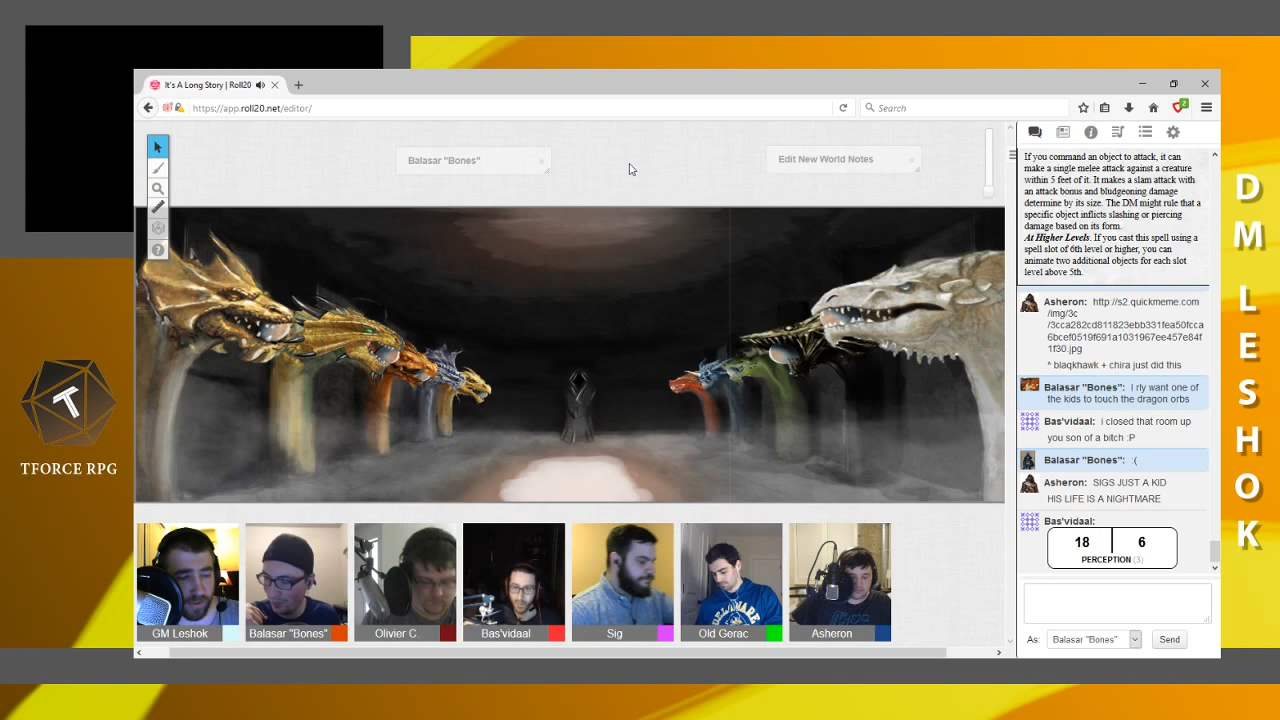 It's A Long Story | Roll20
https://app.roll20.net/editor/
Search
2
Balasar "Bones"
Edit New World Notes
If you command an object to attack, it can
make a single melee attack against a creature
within 5 feet of it. It makes a slam attack with
an attack bonus and bludgeoning damage
determine by its size. The DM might rule that a
specific object inflicts slashing or piercing
damage based on its form.
At Higher Levels. If you cast this spell using a
spell slot of 6th level or higher, you can
animate two additional objects for each slot
level above 5th.
Asheron: http://s2.quickmeme.com
/img/3c
/3cca282cd811823ebb331fea50fcca
6bcef0519f691a1031967ee457e84f
1f30.jpg
^ blaqkhawk + chira just did this
Balasar "Bones": I rly want one of
the kids to touch the dragon orbs
Bas'vidaal: i closed that room up
you son of a bitch :P
Balasar "Bones": :(
Asheron: SIGS JUST A KID
HIS LIFE IS A NIGHTMARE
Bas'vidaal:
18 6
PERCEPTION (3)
As: Balasar "Bones" Send
GM Leshok
Balasar "Bones"
Olivier C.
Bas'vidaal
Sig
Old Gerac
Asheron
T
TFORCE RPG
DM LESHOK